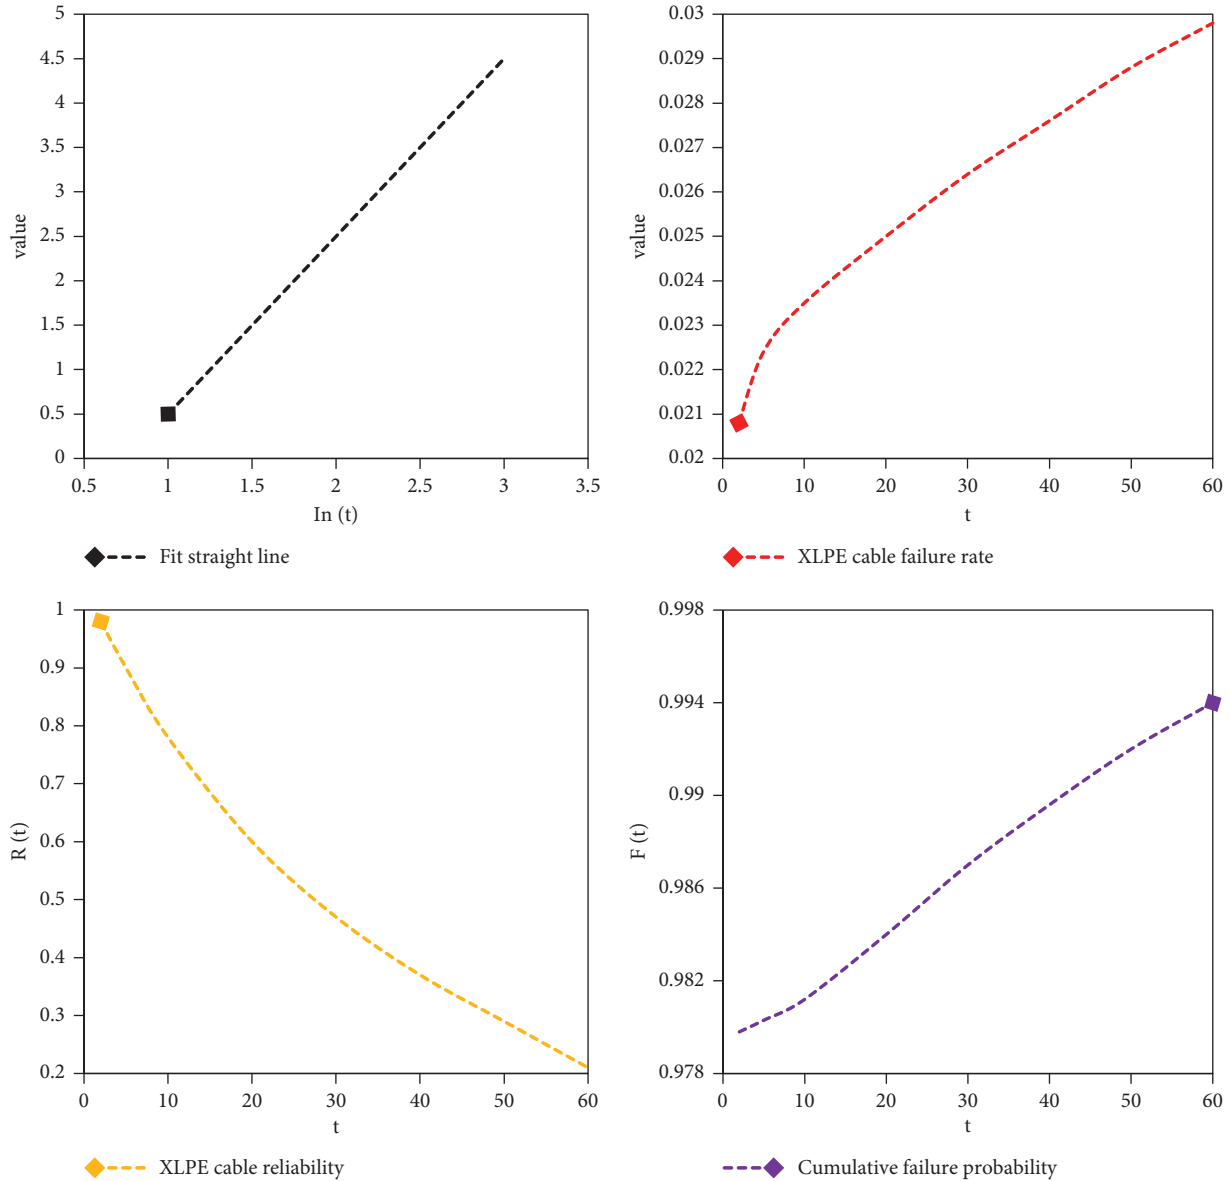 5
4.5
4
3.5
3
2.5
2
1.5
1
0.5
0
value
0.5 1 1.5 2 2.5 3 3.5
In (t)
Fit straight line
0.03
0.029
0.028
0.027
0.026
0.025
0.024
0.023
0.022
0.021
0.02
value
0 10 20 30 40 50 60
t
XLPE cable failure rate
1
0.9
0.8
0.7
0.6
0.5
0.4
0.3
0.2
R (t)
0 10 20 30 40 50 60
t
XLPE cable reliability
0.998
0.994
0.99
0.986
0.982
0.978
F (t)
0 10 20 30 40 50 60
t
Cumulative failure probability